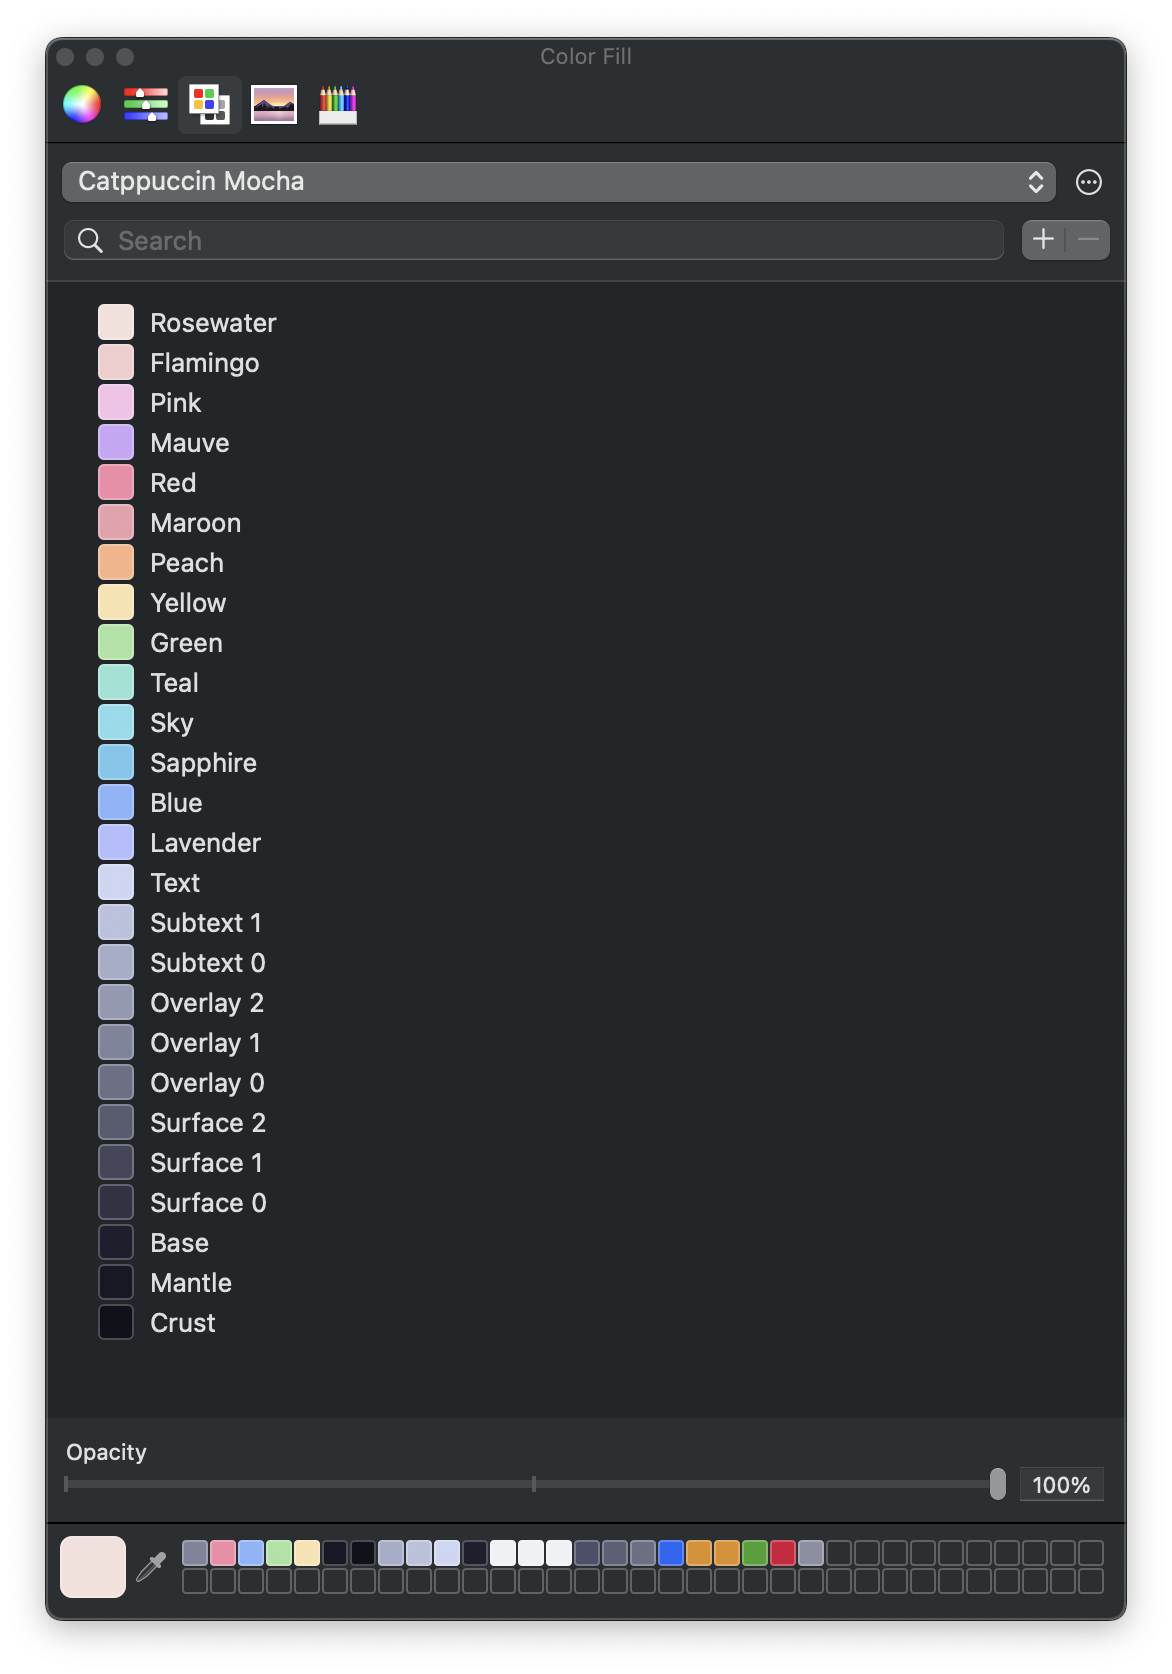 Color Fill
Catppuccin Mocha
Search
Rosewater
Flamingo
Pink
Mauve
Red
Maroon
Peach
Yellow
Green
Teal
Sky
Sapphire
Blue
Lavender
Text
Subtext 1
Subtext 0
Overlay 2
Overlay 1
Overlay 0
Surface 2
Surface 1
Surface 0
Base
Mantle
Crust
Opacity
100%